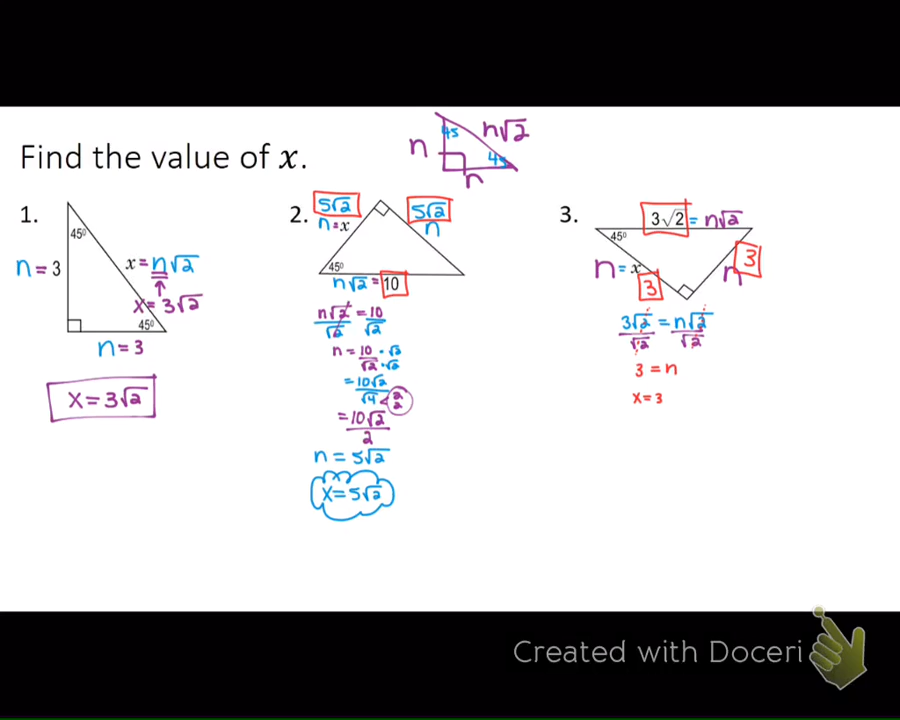 45
n√2
n
45
n
Find the value of x.
1.
45°
n = 3
x = n√2
↑
x = 3√2
45°
n = 3
x = 3√2
2.
5√2
n = x
5√2
n
45°
n√2 = 10
n√2 = 10
√2 √2
n = 10 · √2
√2 · √2
= 10√2
√4 < 2
2
= 10√2
2
n = 5√2
x = 5√2
3.
3√2 = n√2
45°
n = x
3
3
n
3√2 = n√2
√2 √2
3 = n
x = 3
Created with Doceri